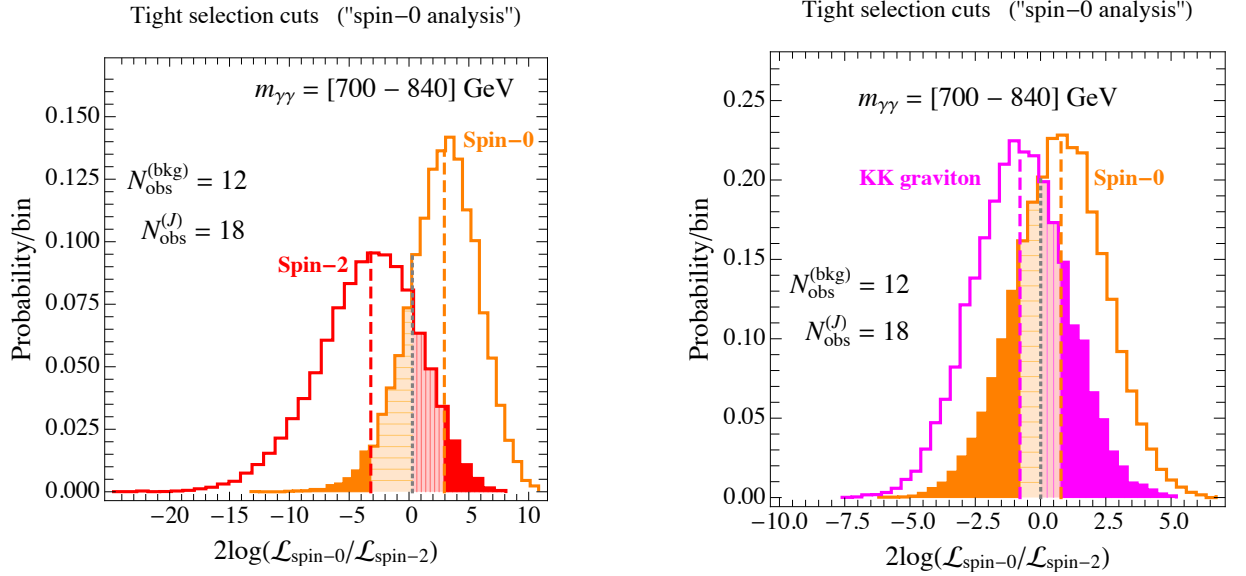 Tight selection cuts ("spin−0 analysis")
m_γγ = [700 − 840] GeV
Spin−0
N_obs^(bkg) = 12
N_obs^(J) = 18
Spin−2
Probability/bin
0.150
0.125
0.100
0.075
0.050
0.025
0.000
−20 −15 −10 −5 0 5 10
2log(ℒ_spin−0/ℒ_spin−2)
Tight selection cuts ("spin−0 analysis")
m_γγ = [700 − 840] GeV
KK graviton
Spin−0
N_obs^(bkg) = 12
N_obs^(J) = 18
Probability/bin
0.25
0.20
0.15
0.10
0.05
0.00
−10.0 −7.5 −5.0 −2.5 0.0 2.5 5.0
2log(ℒ_spin−0/ℒ_spin−2)